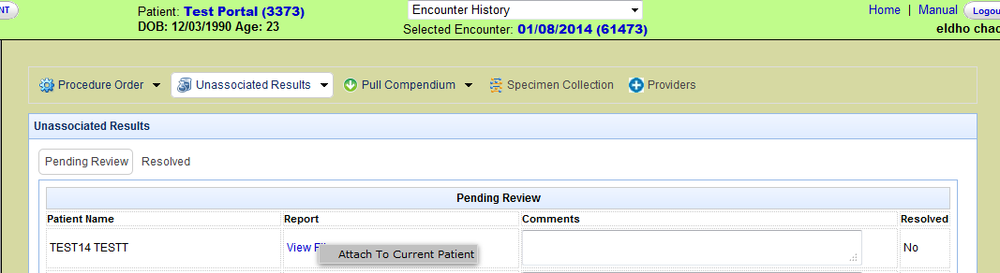 NT
Patient: Test Portal (3373)
DOB: 12/03/1990 Age: 23
Encounter History
Selected Encounter: 01/08/2014 (61473)
Home | Manual
Logou
eldho chac
Procedure Order
Unassociated Results
Pull Compendium
Specimen Collection
Providers
Unassociated Results
Pending Review
Resolved
Pending Review
Patient Name Report Comments Resolved
TEST14 TESTT View Fi No
Attach To Current Patient